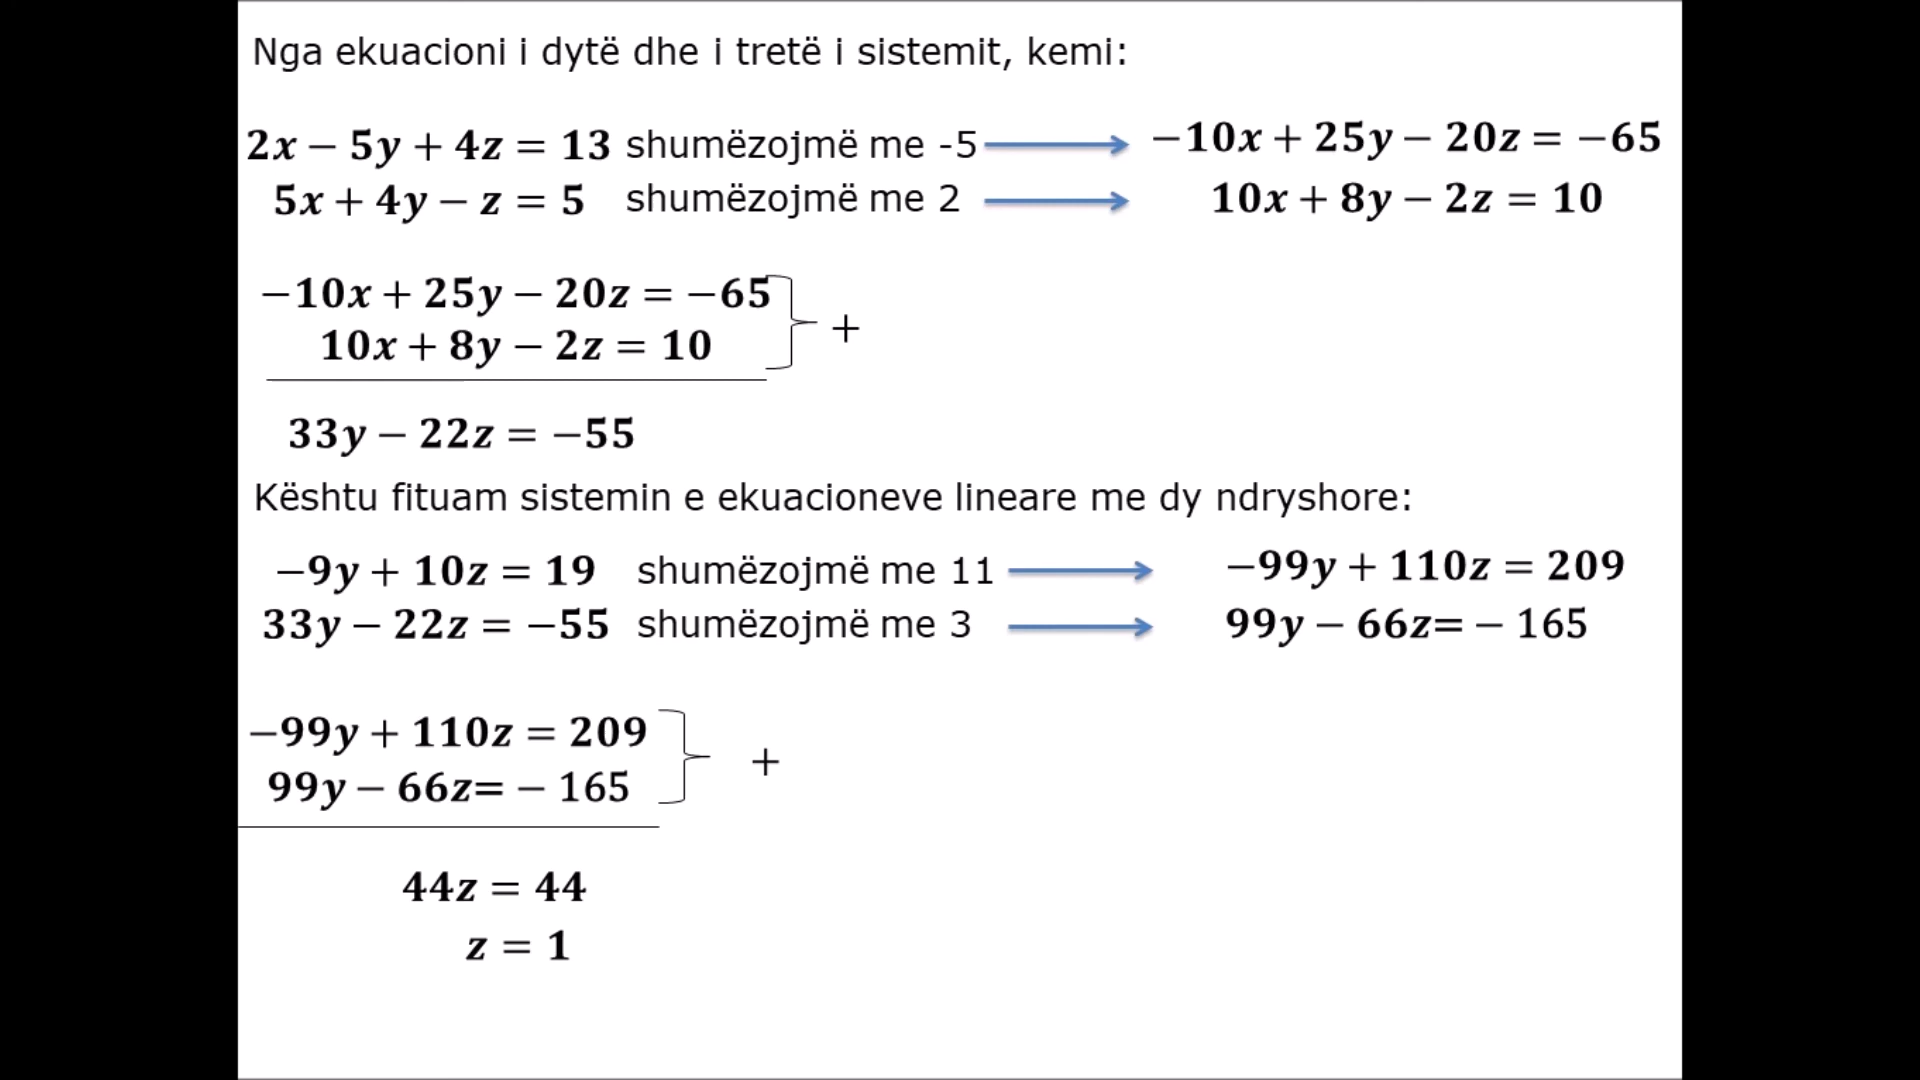 Nga ekuacioni i dytë dhe i tretë i sistemit, kemi:
2x − 5y + 4z = 13 shumëzojmë me -5 −10x + 25y − 20z = −65
5x + 4y − z = 5 shumëzojmë me 2 10x + 8y − 2z = 10
−10x + 25y − 20z = −65
+
10x + 8y − 2z = 10
33y − 22z = −55
Kështu fituam sistemin e ekuacioneve lineare me dy ndryshore:
−9y + 10z = 19 shumëzojmë me 11 −99y + 110z = 209
33y − 22z = −55 shumëzojmë me 3 99y − 66z= − 165
−99y + 110z = 209
+
99y − 66z= − 165
44z = 44
z = 1